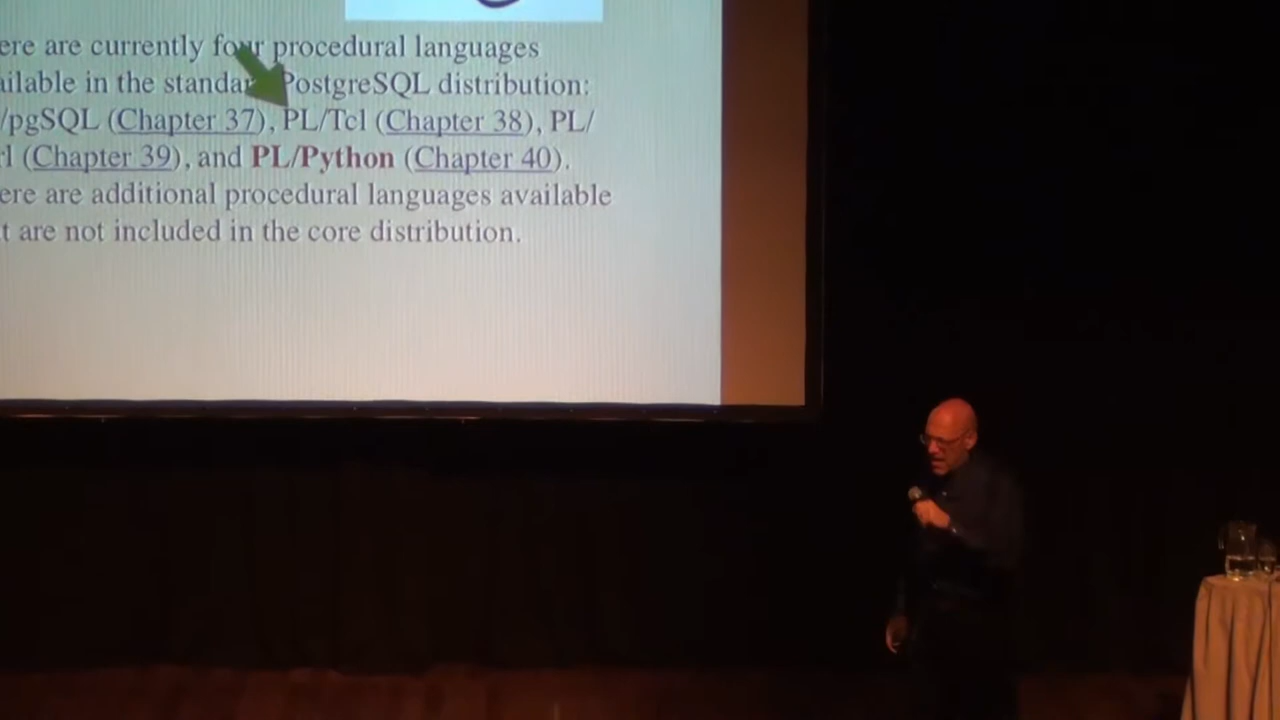 ere are currently four procedural languages
ailable in the standard PostgreSQL distribution:
/pgSQL (Chapter 37), PL/Tcl (Chapter 38), PL/
rl (Chapter 39), and PL/Python (Chapter 40).
ere are additional procedural languages available
t are not included in the core distribution.